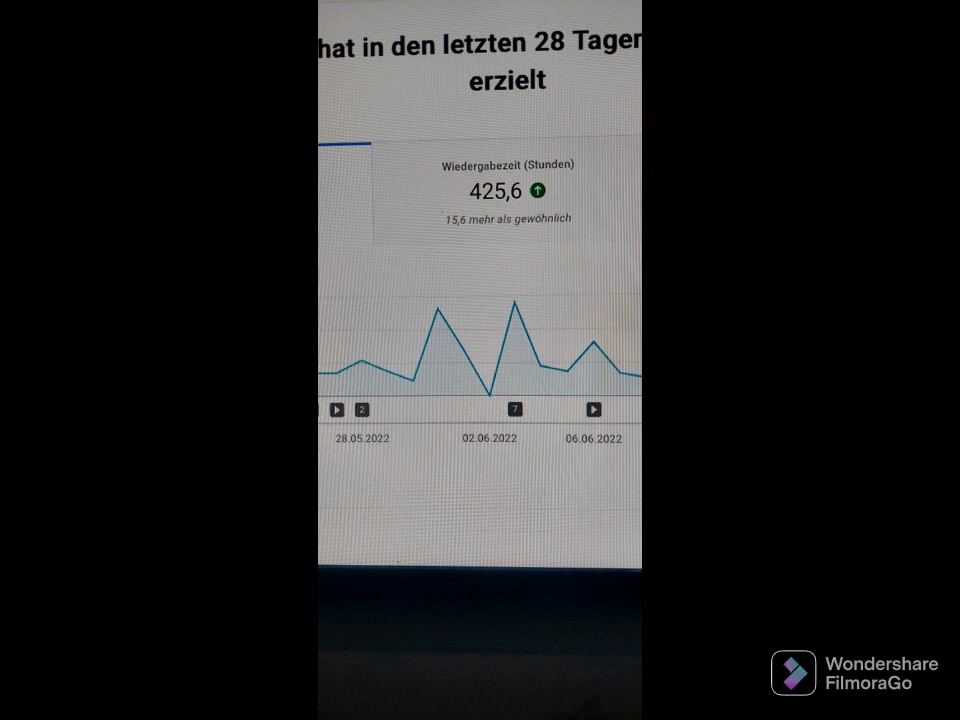 hat in den letzten 28 Tagen
erzielt
Wiedergabezeit (Stunden)
425,6
15,6 mehr als gewöhnlich
2
7
28.05.2022
02.06.2022
06.06.2022
Wondershare
FilmoraGo